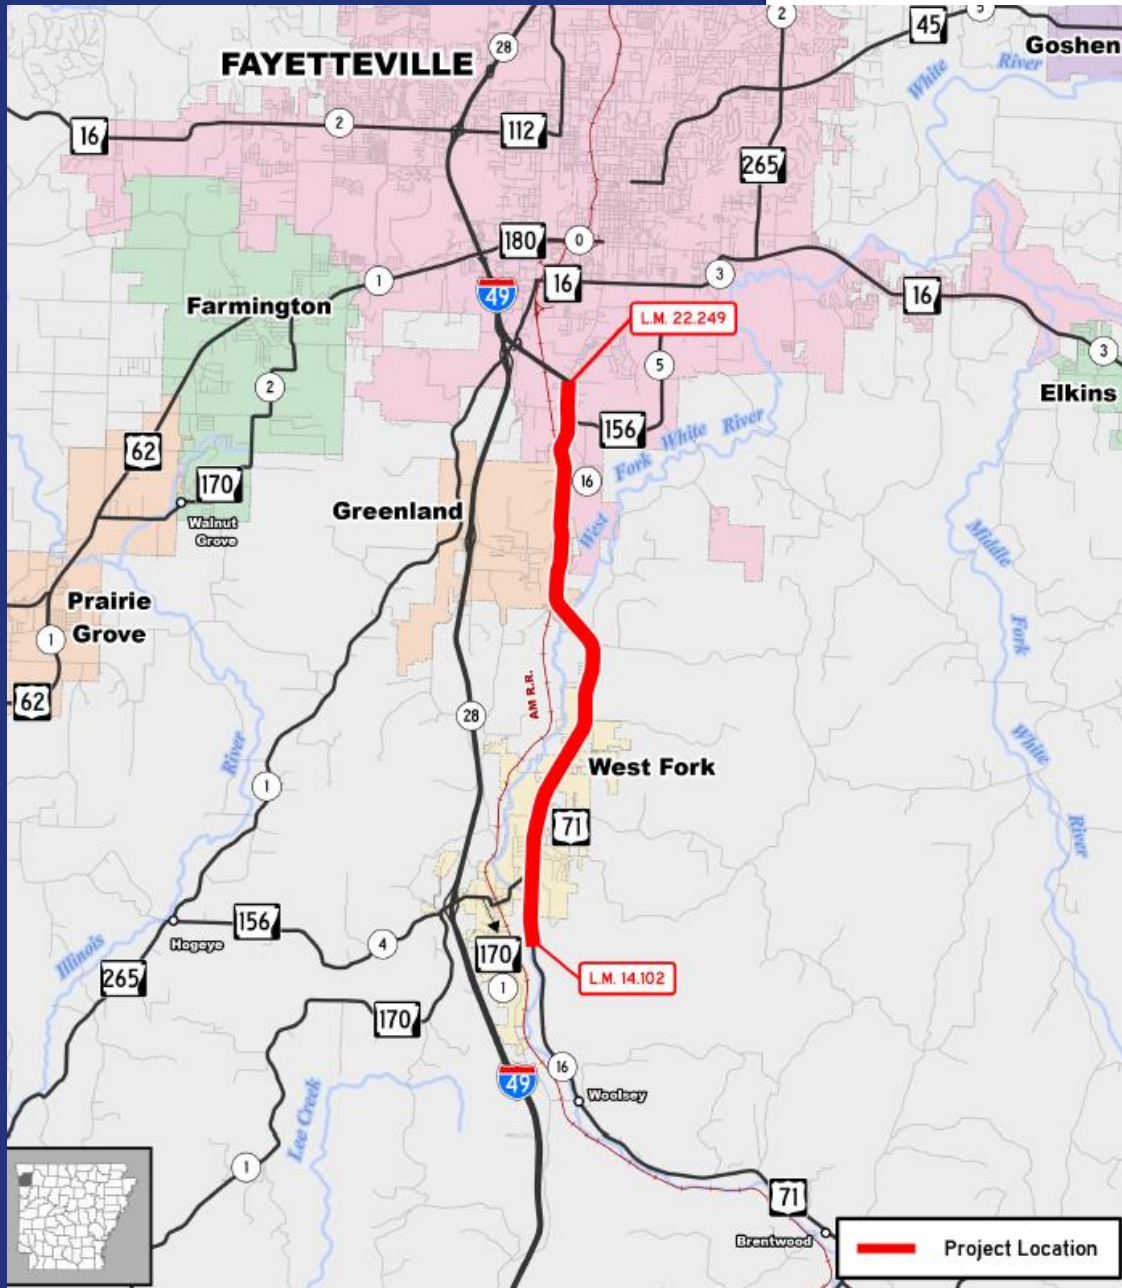 2
45
5
Goshen
FAYETTEVILLE
28
White
River
16
2
112
265
180
0
1
16
3
49
16
Farmington
L.M. 22.249
3
5
2
Elkins
62
156
Fork White River
170
16
Greenland
Walnut
Grove
West
Middle
Prairie
Grove
1
Fork
62
AM R.R.
28
River
White
West Fork
1
71
River
156
Hogeye
4
Illinois
170
265
L.M. 14.102
1
170
16
49
Woolsey
Lee Creek
1
71
Brentwood
Project Location